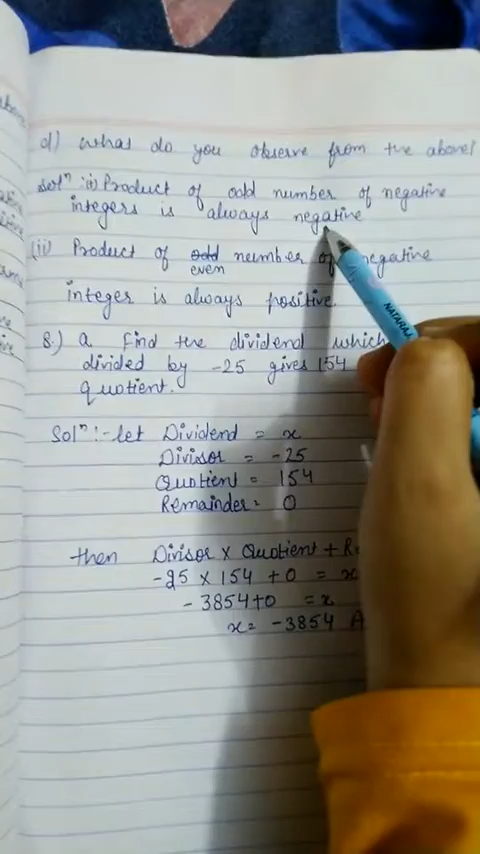 d) What do you observe from the above?
Solⁿ :- i) Product of odd number of negative
integers is always negative
(ii) Product of odd number of negative
even
integer is always positive.
8.) a Find the dividend which
divided by -25 gives 154
quotient.
Solⁿ :- let Dividend = x
Divisor = -25
Quotient = 154
Remainder = 0
then Divisor x Quotient +
-25 x 154 + 0 = x
- 3854+0 = x
x = -3854
NATARAJ